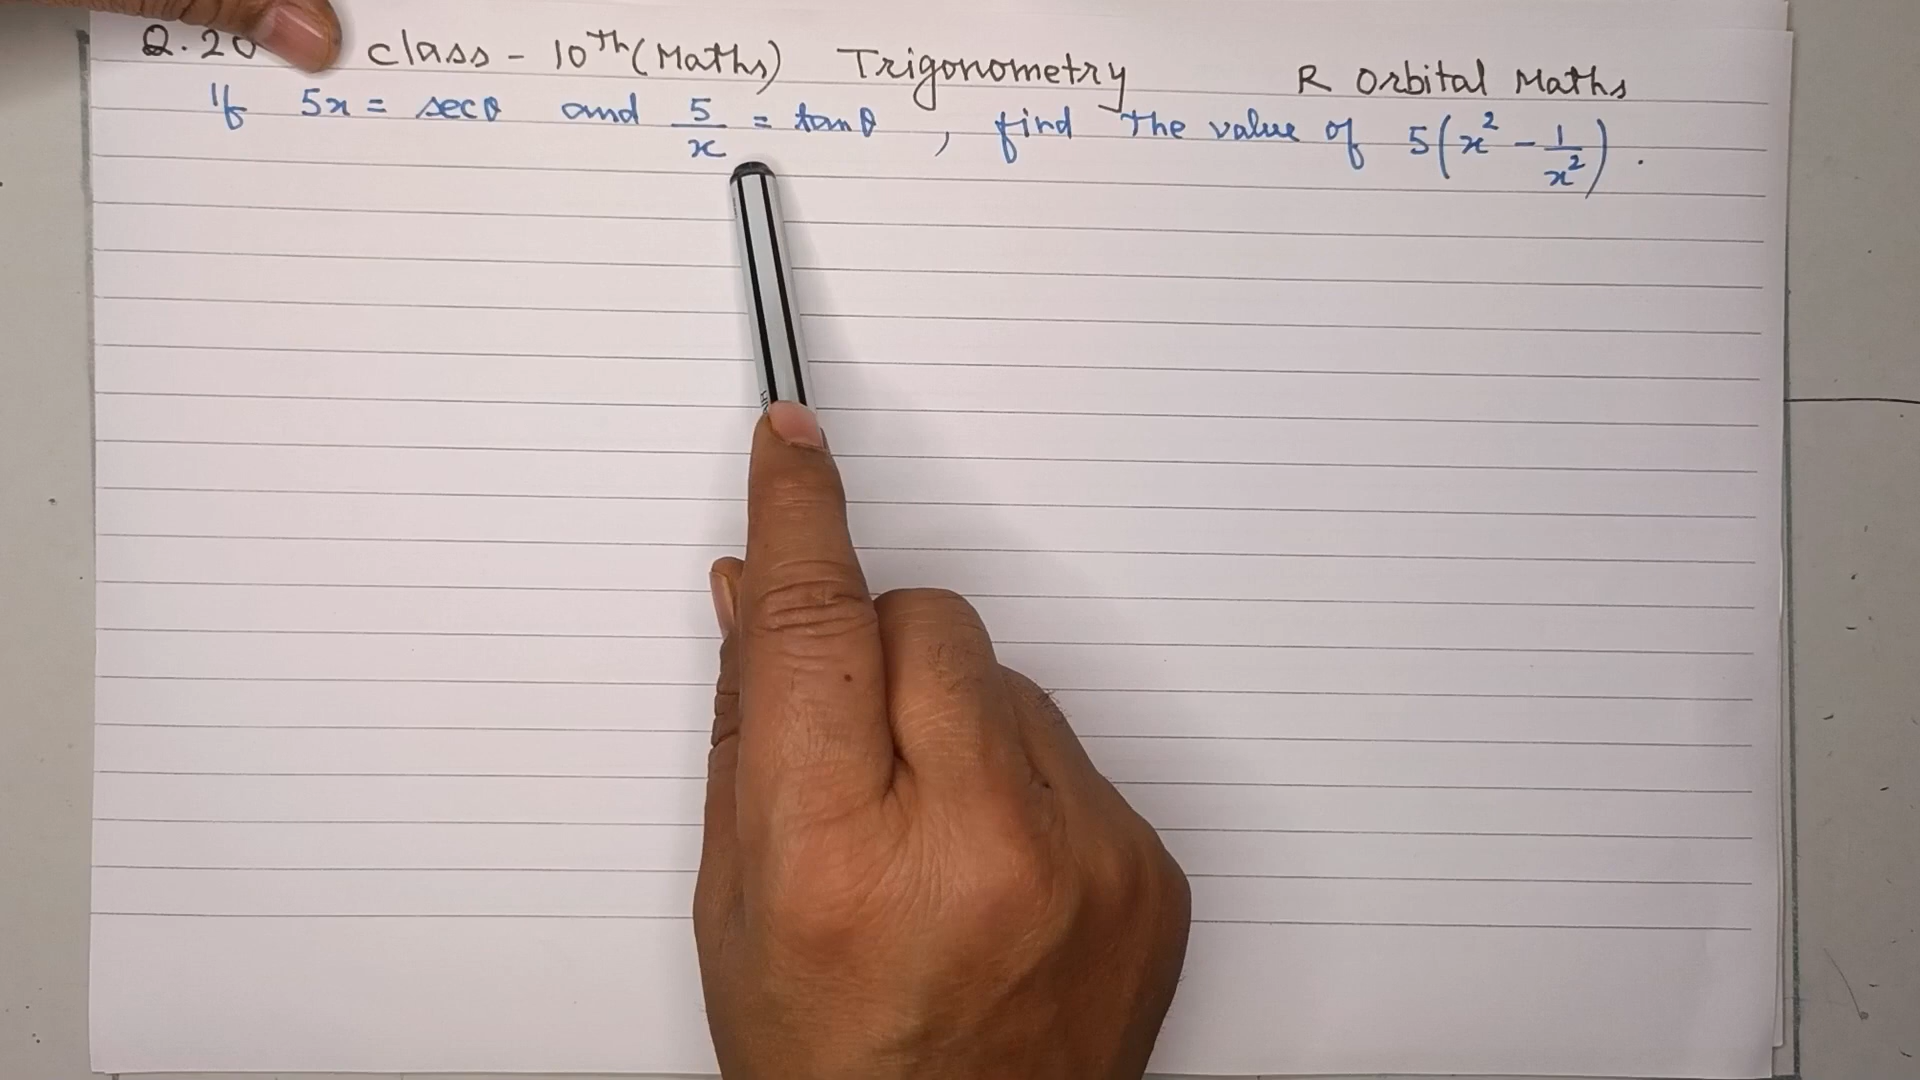 Q.20 Class - 10th (Maths) Trigonometry R Orbital Maths
If 5x = secθ and 5/x = tanθ , find the value of 5(x² - 1/x²) .